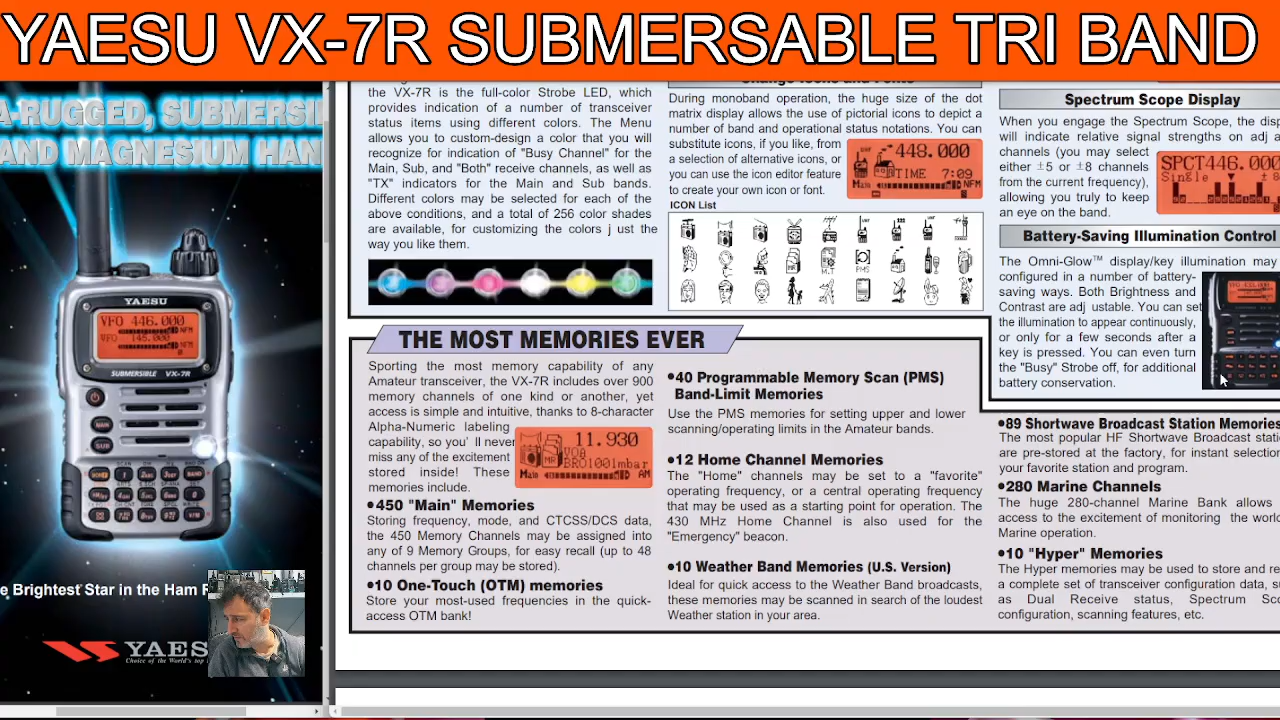 YAESU VX-7R SUBMERSABLE TRI BAND
A-RUGGED, SUBMERSI
AND MAGNESIUM HAN
YAESU
VFO 446.000
NFM
VFO 145.000
NFM
SUBMERSIBLE VX-7R
MAIN
SUB
BAND
e Brightest Star in the Ham R
YAES
Choice of the World's top
the VX-7R is the full-color Strobe LED, which
provides indication of a number of transceiver
status items using different colors. The Menu
allows you to custom-design a color that you will
recognize for indication of "Busy Channel" for the
Main, Sub, and "Both" receive channels, as well as
"TX" indicators for the Main and Sub bands.
Different colors may be selected for each of the
above conditions, and a total of 256 color shades
are available, for customizing the colors j ust the
way you like them.
Change Icons and Fonts
During monoband operation, the huge size of the dot
matrix display allows the use of pictorial icons to depict a
number of band and operational status notations. You can
substitute icons, if you like, from
a selection of alternative icons, or
you can use the icon editor feature
to create your own icon or font.
448.000
TIME 7:09
Main NFM
ICON List
Spectrum Scope Display
When you engage the Spectrum Scope, the disp
will indicate relative signal strengths on adj a
channels (you may select
either ±5 or ±8 channels
from the current frequency),
allowing you truly to keep
an eye on the band.
SPCT446.000
Single ± 8
Battery-Saving Illumination Control
The Omni-Glow™ display/key illumination may
configured in a number of battery-
saving ways. Both Brightness and
Contrast are adj ustable. You can set
the illumination to appear continuously,
or only for a few seconds after a
key is pressed. You can even turn
the "Busy" Strobe off, for additional
battery conservation.
THE MOST MEMORIES EVER
Sporting the most memory capability of any
Amateur transceiver, the VX-7R includes over 900
memory channels of one kind or another, yet
access is simple and intuitive, thanks to 8-character
Alpha-Numeric labeling
capability, so you' ll never
miss any of the excitement
stored inside! These
memories include.
11.930
VOA
MR BRO1001mbar
Main AM
●450 "Main" Memories
Storing frequency, mode, and CTCSS/DCS data,
the 450 Memory Channels may be assigned into
any of 9 Memory Groups, for easy recall (up to 48
channels per group may be stored).
●10 One-Touch (OTM) memories
Store your most-used frequencies in the quick-
access OTM bank!
●40 Programmable Memory Scan (PMS)
Band-Limit Memories
Use the PMS memories for setting upper and lower
scanning/operating limits in the Amateur bands.
●12 Home Channel Memories
The "Home" channels may be set to a "favorite"
operating frequency, or a central operating frequency
that may be used as a starting point for operation. The
430 MHz Home Channel is also used for the
"Emergency" beacon.
●10 Weather Band Memories (U.S. Version)
Ideal for quick access to the Weather Band broadcasts,
these memories may be scanned in search of the loudest
Weather station in your area.
●89 Shortwave Broadcast Station Memories
The most popular HF Shortwave Broadcast stati
are pre-stored at the factory, for instant selection
your favorite station and program.
●280 Marine Channels
The huge 280-channel Marine Bank allows
access to the excitement of monitoring the world
Marine operation.
●10 "Hyper" Memories
The Hyper memories may be used to store and re
a complete set of transceiver configuration data, s
as Dual Receive status, Spectrum Sco
configuration, scanning features, etc.